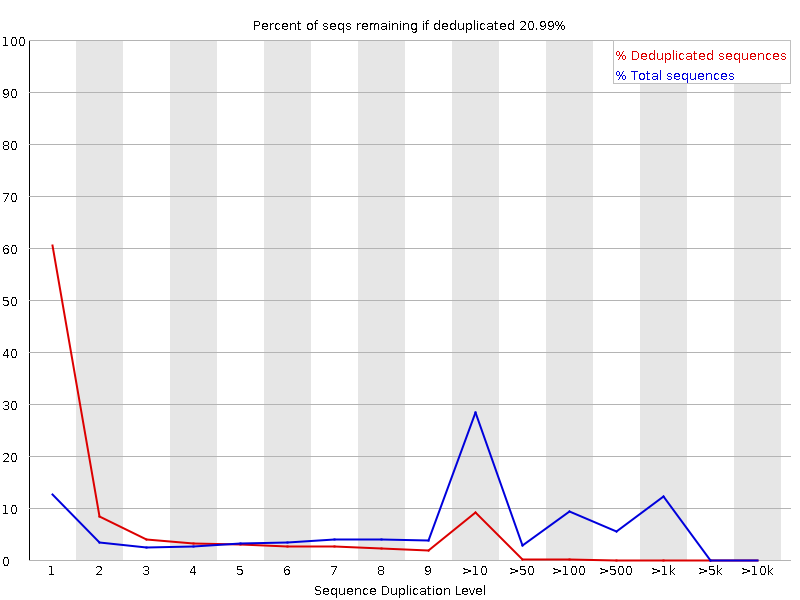 Percent of seqs remaining if deduplicated 20.99%
% Deduplicated sequences
% Total sequences
100
90
80
70
60
50
40
30
20
10
0
1 2 3 4 5 6 7 8 9 >10 >50 >100 >500 >1k >5k >10k
Sequence Duplication Level